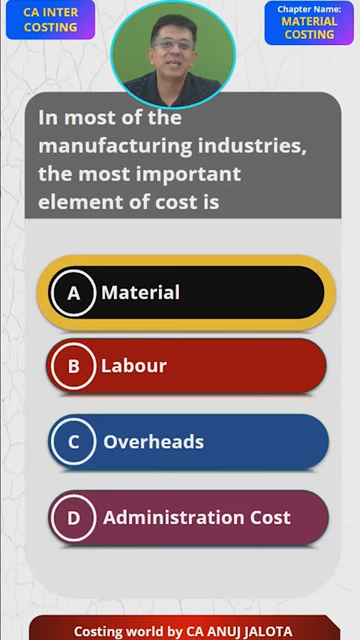 CA INTER
COSTING
Chapter Name:
MATERIAL
COSTING
In most of the
manufacturing industries,
the most important
element of cost is
A Material
B Labour
C Overheads
D Administration Cost
Costing world by CA ANUJ JALOTA